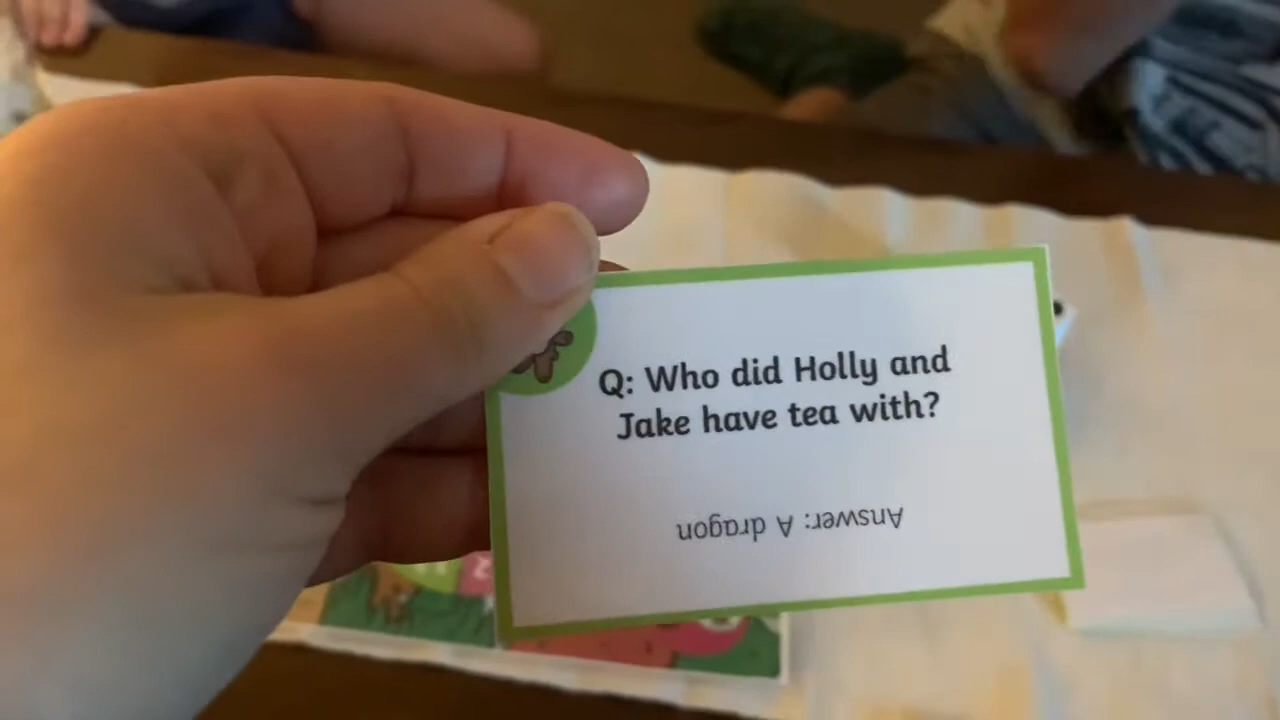 Q: Who did Holly and
Jake have tea with?
Answer: A dragon